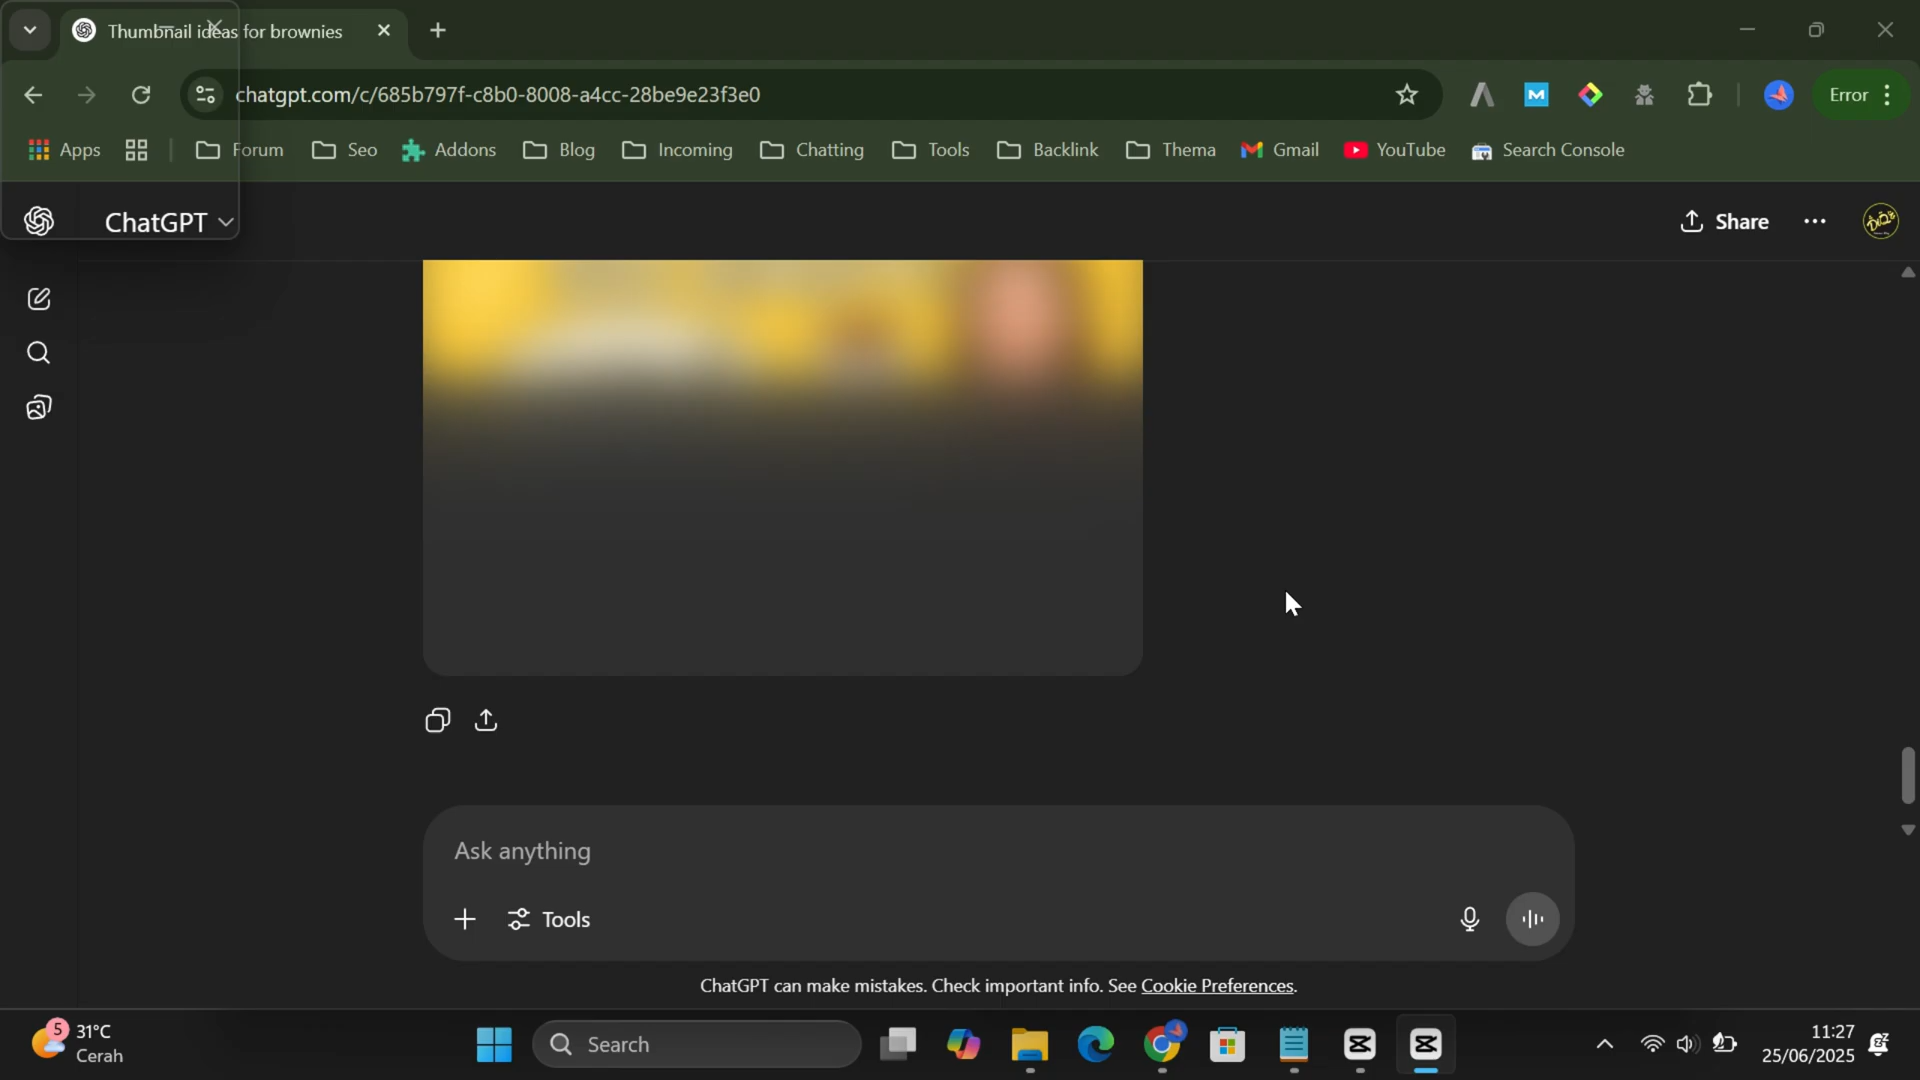 Thumbnail ideas for brownies
chatgpt.com/c/685b797f-c8b0-8008-a4cc-28be9e23f3e0
Error
Apps
Forum
Seo
Addons
Blog
Incoming
Chatting
Tools
Backlink
Thema
Gmail
YouTube
Search Console
ChatGPT
Share
Ask anything
Tools
ChatGPT can make mistakes. Check important info. See Cookie Preferences.
5
31°C
Cerah
Search
11:27
25/06/2025